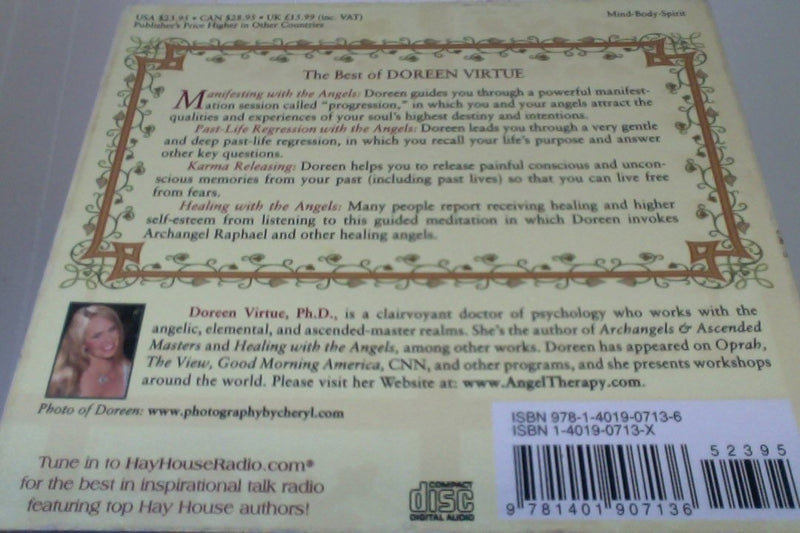 USA $23.95 • CAN $28.95 • UK £15.99 (inc. VAT)
Publisher's Price Higher in Other Countries
Mind-Body-Spirit
The Best of DOREEN VIRTUE
Manifesting with the Angels: Doreen guides you through a powerful manifest-
ation session called "progression," in which you and your angels attract the
qualities and experiences of your soul's highest destiny and intentions.
Past-Life Regression with the Angels: Doreen leads you through a very gentle
and deep past-life regression, in which you recall your life's purpose and answer
other key questions.
Karma Releasing: Doreen helps you to release painful conscious and uncon-
scious memories from your past (including past lives) so that you can live free
from fears.
Healing with the Angels: Many people report receiving healing and higher
self-esteem from listening to this guided meditation in which Doreen invokes
Archangel Raphael and other healing angels.
Doreen Virtue, Ph.D., is a clairvoyant doctor of psychology who works with the
angelic, elemental, and ascended-master realms. She's the author of Archangels & Ascended
Masters and Healing with the Angels, among other works. Doreen has appeared on Oprah,
The View, Good Morning America, CNN, and other programs, and she presents workshops
around the world. Please visit her Website at: www.AngelTherapy.com.
Photo of Doreen: www.photographybycheryl.com
Tune in to HayHouseRadio.com®
for the best in inspirational talk radio
featuring top Hay House authors!
COMPACT
disc
DIGITAL AUDIO
ISBN 978-1-4019-0713-6
ISBN 1-4019-0713-X
52395
9 781401 907136